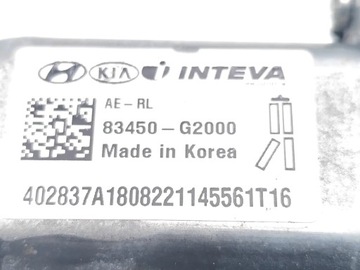 KIA INTEVA
AE-RL
83450-G2000
Made in Korea
402837A1808221145561T16